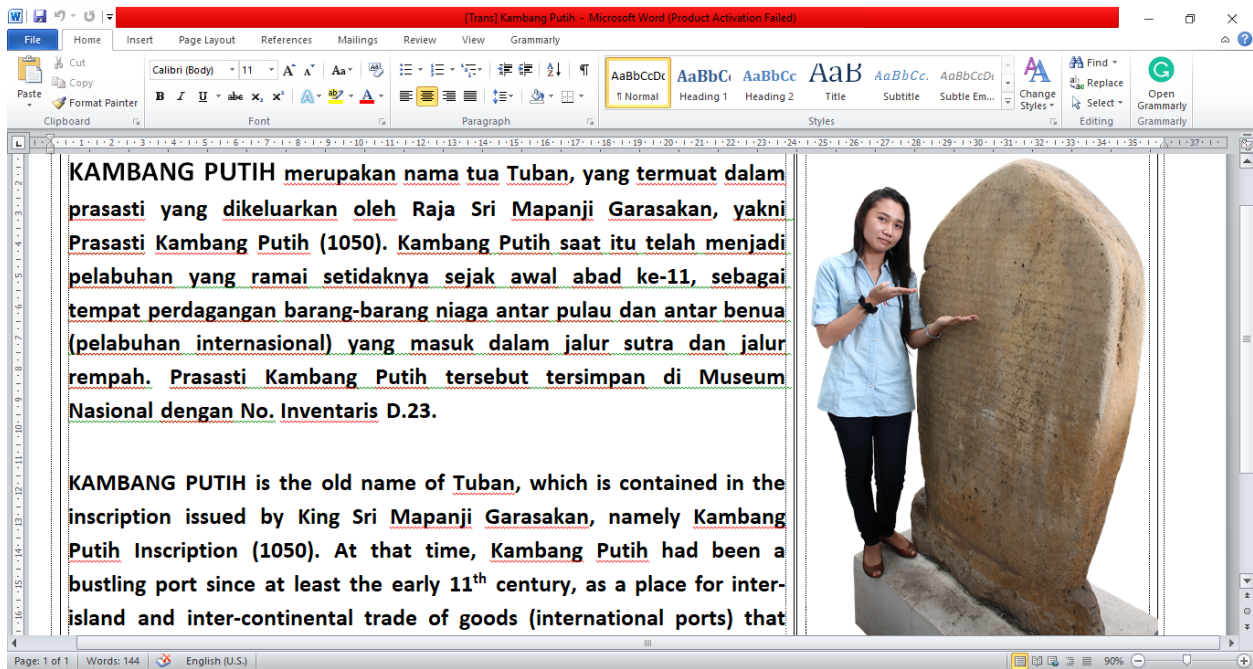 [Trans] Kambang Putih - Microsoft Word (Product Activation Failed)
File Home Insert Page Layout References Mailings Review View Grammarly
Cut
Copy
Format Painter
Paste
Clipboard
Calibri (Body) 11
Font
Paragraph
AaBbCcDc AaBbC AaBbCc AaB AaBbCc. AaBbCcDc
¶ Normal Heading 1 Heading 2 Title Subtitle Subtle Em...
Change Styles
Styles
Find
Replace
Select
Editing
Open Grammarly
Grammarly
KAMBANG PUTIH merupakan nama tua Tuban, yang termuat dalam
prasasti yang dikeluarkan oleh Raja Sri Mapanji Garasakan, yakni
Prasasti Kambang Putih (1050). Kambang Putih saat itu telah menjadi
pelabuhan yang ramai setidaknya sejak awal abad ke-11, sebagai
tempat perdagangan barang-barang niaga antar pulau dan antar benua
(pelabuhan internasional) yang masuk dalam jalur sutra dan jalur
rempah. Prasasti Kambang Putih tersebut tersimpan di Museum
Nasional dengan No. Inventaris D.23.
KAMBANG PUTIH is the old name of Tuban, which is contained in the
inscription issued by King Sri Mapanji Garasakan, namely Kambang
Putih Inscription (1050). At that time, Kambang Putih had been a
bustling port since at least the early 11th century, as a place for inter-
island and inter-continental trade of goods (international ports) that
Page: 1 of 1 Words: 144 English (U.S.) 90%